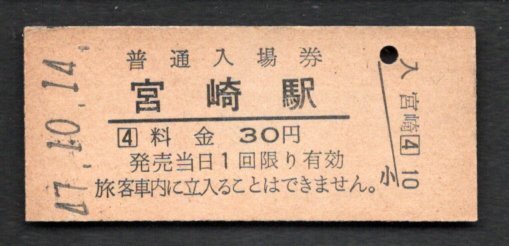 47.10.14.
普通入場券
宮崎駅
4 料金 30円
発売当日1回限り有効
旅客車内に立入ることはできません。
入 宮崎 4 10
小